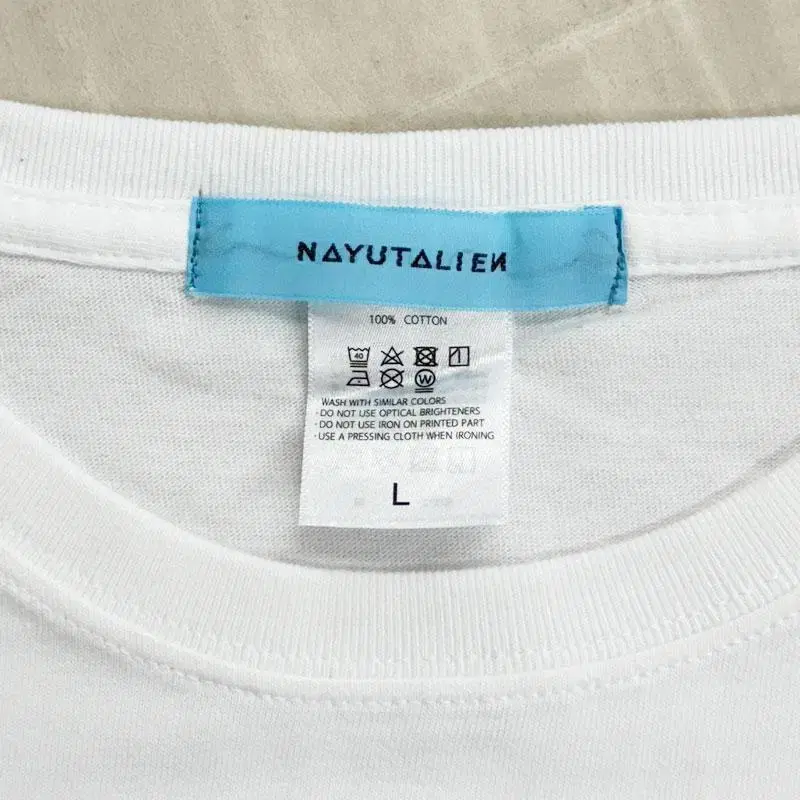 NAYUTALIEN
100% COTTON
40
W
WASH WITH SIMILAR COLORS
· DO NOT USE OPTICAL BRIGHTENERS
· DO NOT USE IRON ON PRINTED PART
· USE A PRESSING CLOTH WHEN IRONING
L